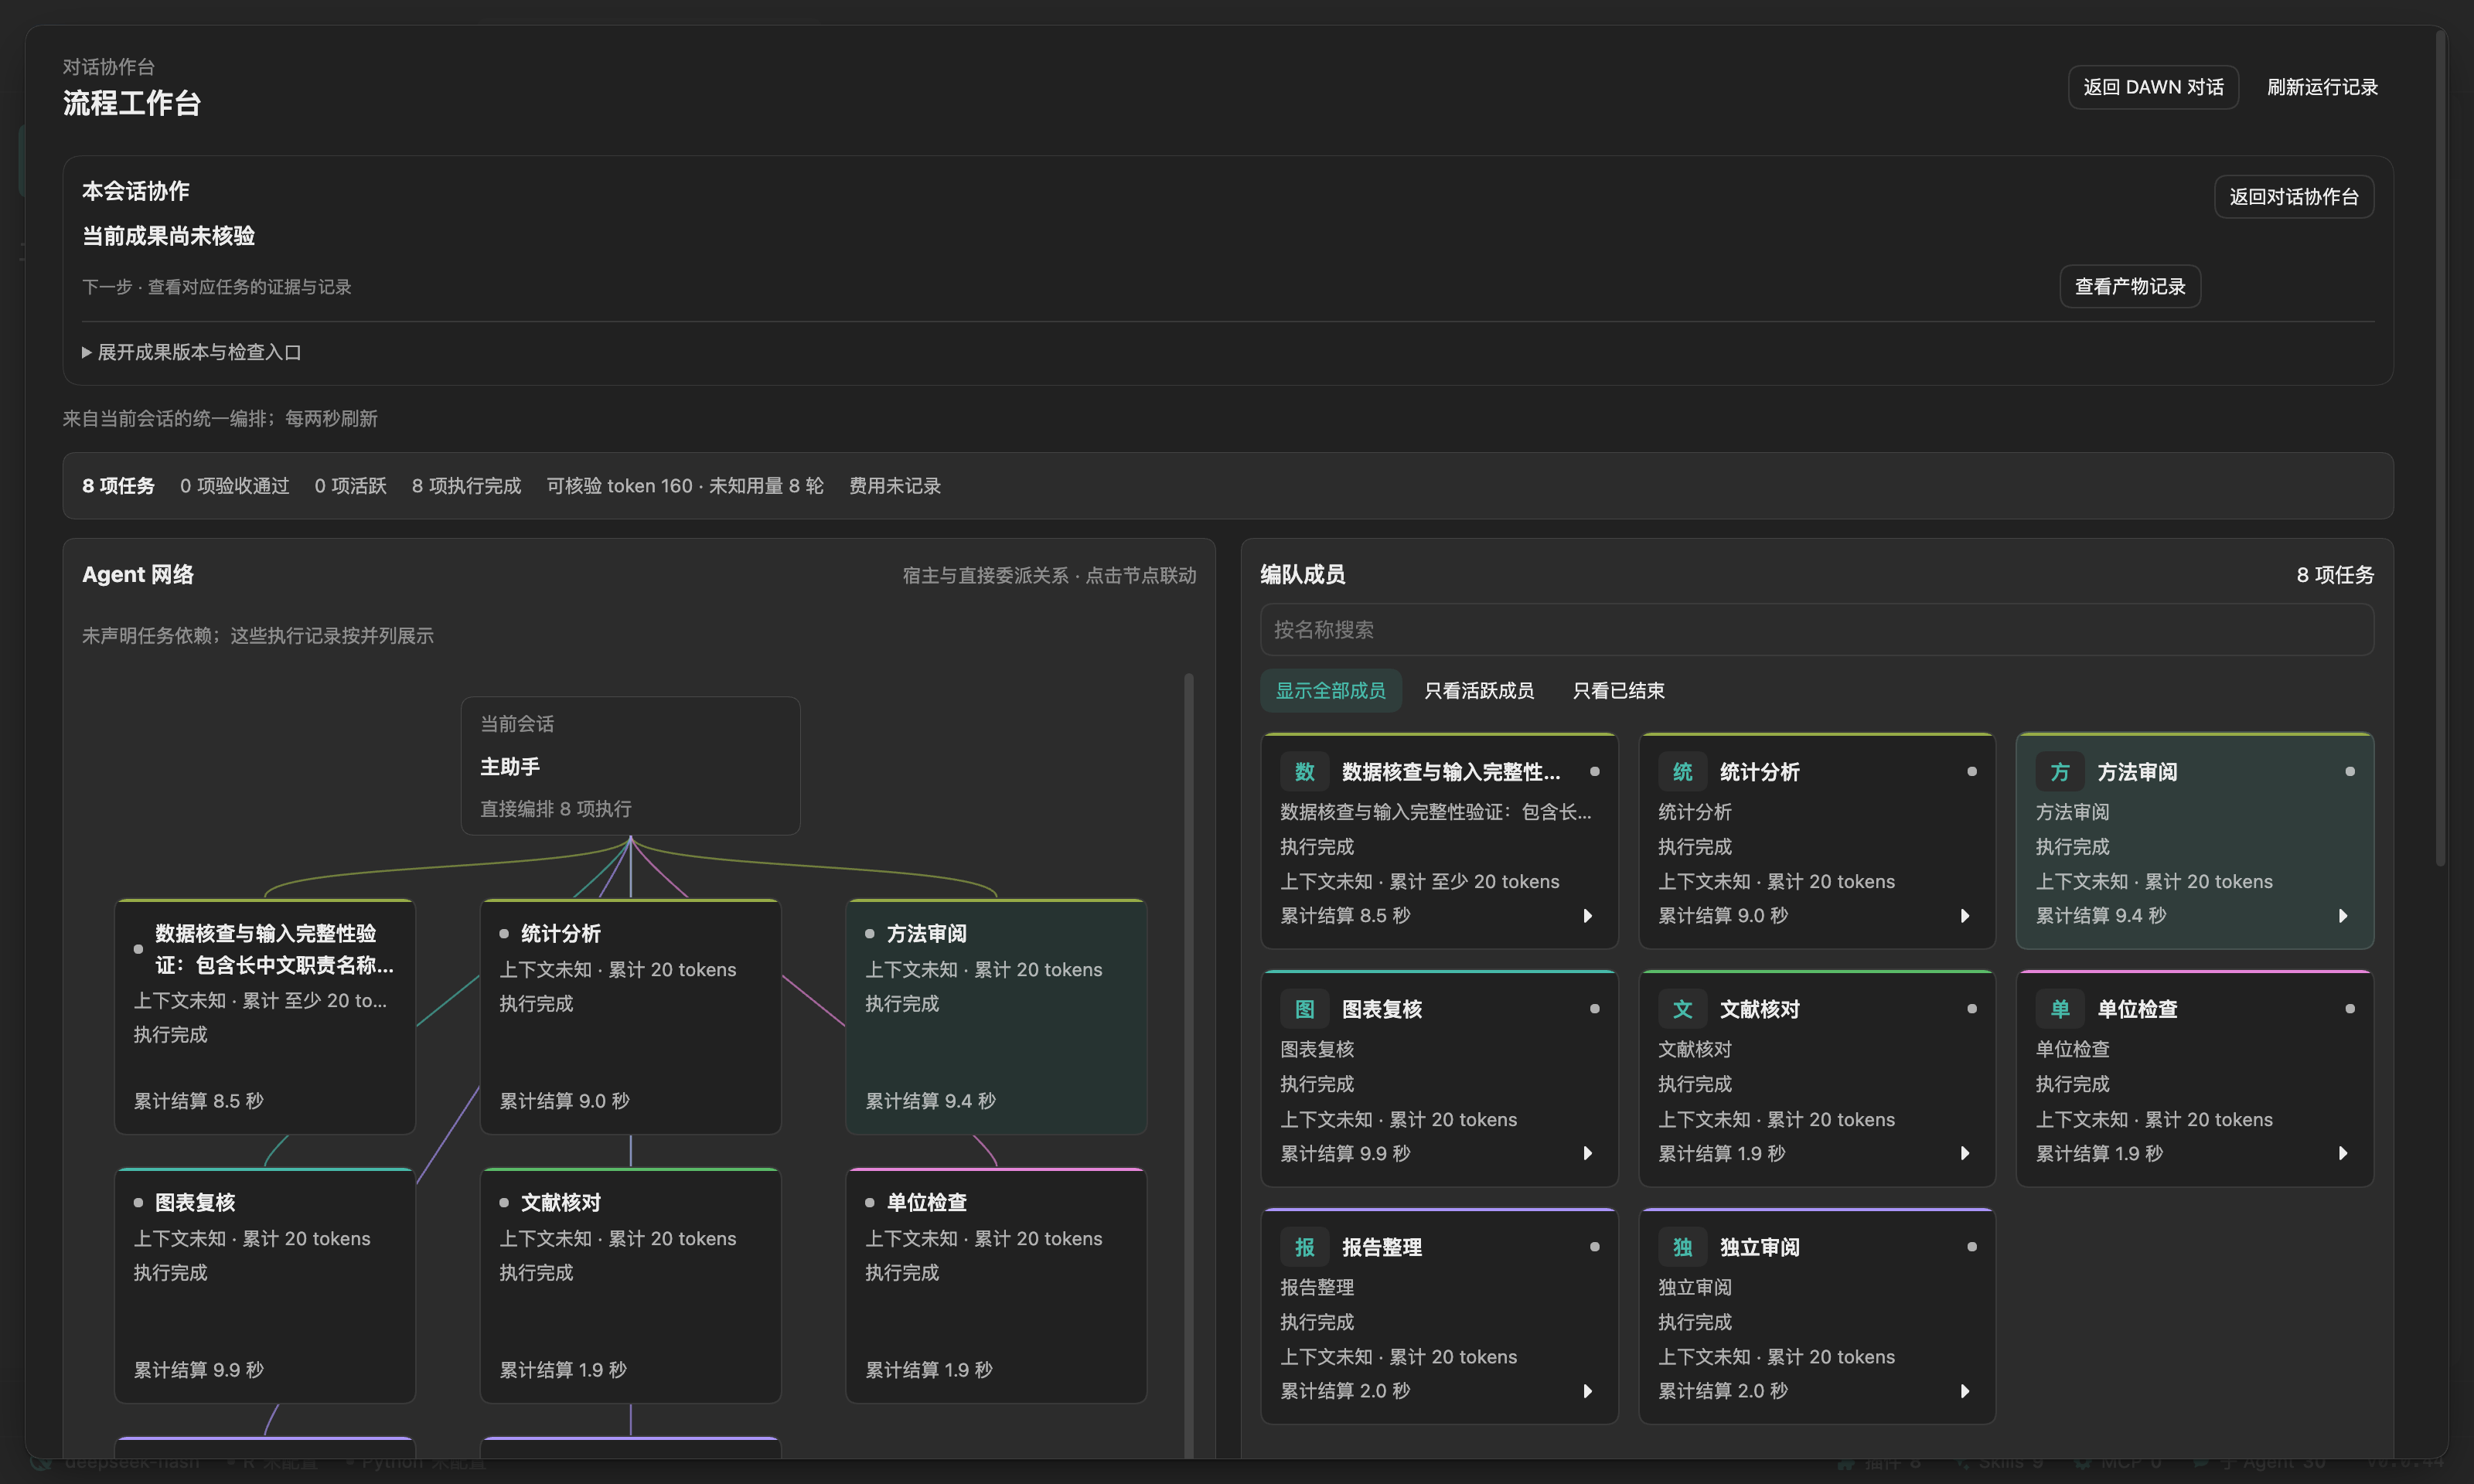 对话协作台
流程工作台
返回 DAWN 对话
刷新运行记录
本会话协作
返回对话协作台
当前成果尚未核验
下一步 · 查看对应任务的证据与记录
查看产物记录
展开成果版本与检查入口
来自当前会话的统一编排；每两秒刷新
8 项任务 0 项验收通过 0 项活跃 8 项执行完成 可核验 token 160 · 未知用量 8 轮 费用未记录
Agent 网络
宿主与直接委派关系 · 点击节点联动
未声明任务依赖；这些执行记录按并列展示
当前会话
主助手
直接编排 8 项执行
数据核查与输入完整性验
证：包含长中文职责名称...
上下文未知 · 累计 至少 20 to...
执行完成
累计结算 8.5 秒
统计分析
上下文未知 · 累计 20 tokens
执行完成
累计结算 9.0 秒
方法审阅
上下文未知 · 累计 20 tokens
执行完成
累计结算 9.4 秒
图表复核
上下文未知 · 累计 20 tokens
执行完成
累计结算 9.9 秒
文献核对
上下文未知 · 累计 20 tokens
执行完成
累计结算 1.9 秒
单位检查
上下文未知 · 累计 20 tokens
执行完成
累计结算 1.9 秒
编队成员
8 项任务
按名称搜索
显示全部成员
只看活跃成员
只看已结束
数 数据核查与输入完整性...
数据核查与输入完整性验证：包含长...
执行完成
上下文未知 · 累计 至少 20 tokens
累计结算 8.5 秒
统 统计分析
统计分析
执行完成
上下文未知 · 累计 20 tokens
累计结算 9.0 秒
方 方法审阅
方法审阅
执行完成
上下文未知 · 累计 20 tokens
累计结算 9.4 秒
图 图表复核
图表复核
执行完成
上下文未知 · 累计 20 tokens
累计结算 9.9 秒
文 文献核对
文献核对
执行完成
上下文未知 · 累计 20 tokens
累计结算 1.9 秒
单 单位检查
单位检查
执行完成
上下文未知 · 累计 20 tokens
累计结算 1.9 秒
报 报告整理
报告整理
执行完成
上下文未知 · 累计 20 tokens
累计结算 2.0 秒
独 独立审阅
独立审阅
执行完成
上下文未知 · 累计 20 tokens
累计结算 2.0 秒